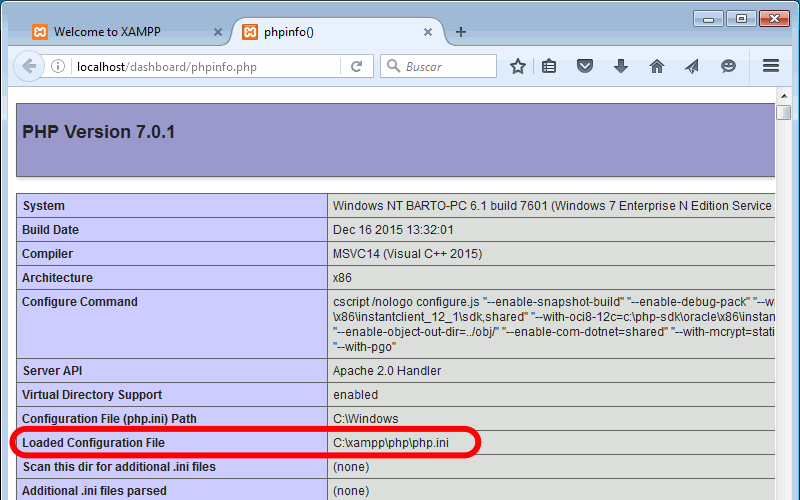 Welcome to XAMPP
phpinfo()
localhost/dashboard/phpinfo.php
Buscar
PHP Version 7.0.1
System Windows NT BARTO-PC 6.1 build 7601 (Windows 7 Enterprise N Edition Service
Build Date Dec 16 2015 13:32:01
Compiler MSVC14 (Visual C++ 2015)
Architecture x86
Configure Command cscript /nologo configure.js "--enable-snapshot-build" "--enable-debug-pack" "--w
\x86\instantclient_12_1\sdk,shared" "--with-oci8-12c=c:\php-sdk\oracle\x86\instan
"--enable-object-out-dir=../obj/" "--enable-com-dotnet=shared" "--with-mcrypt=stati
"--with-pgo"
Server API Apache 2.0 Handler
Virtual Directory Support enabled
Configuration File (php.ini) Path C:\Windows
Loaded Configuration File C:\xampp\php\php.ini
Scan this dir for additional .ini files (none)
Additional .ini files parsed (none)